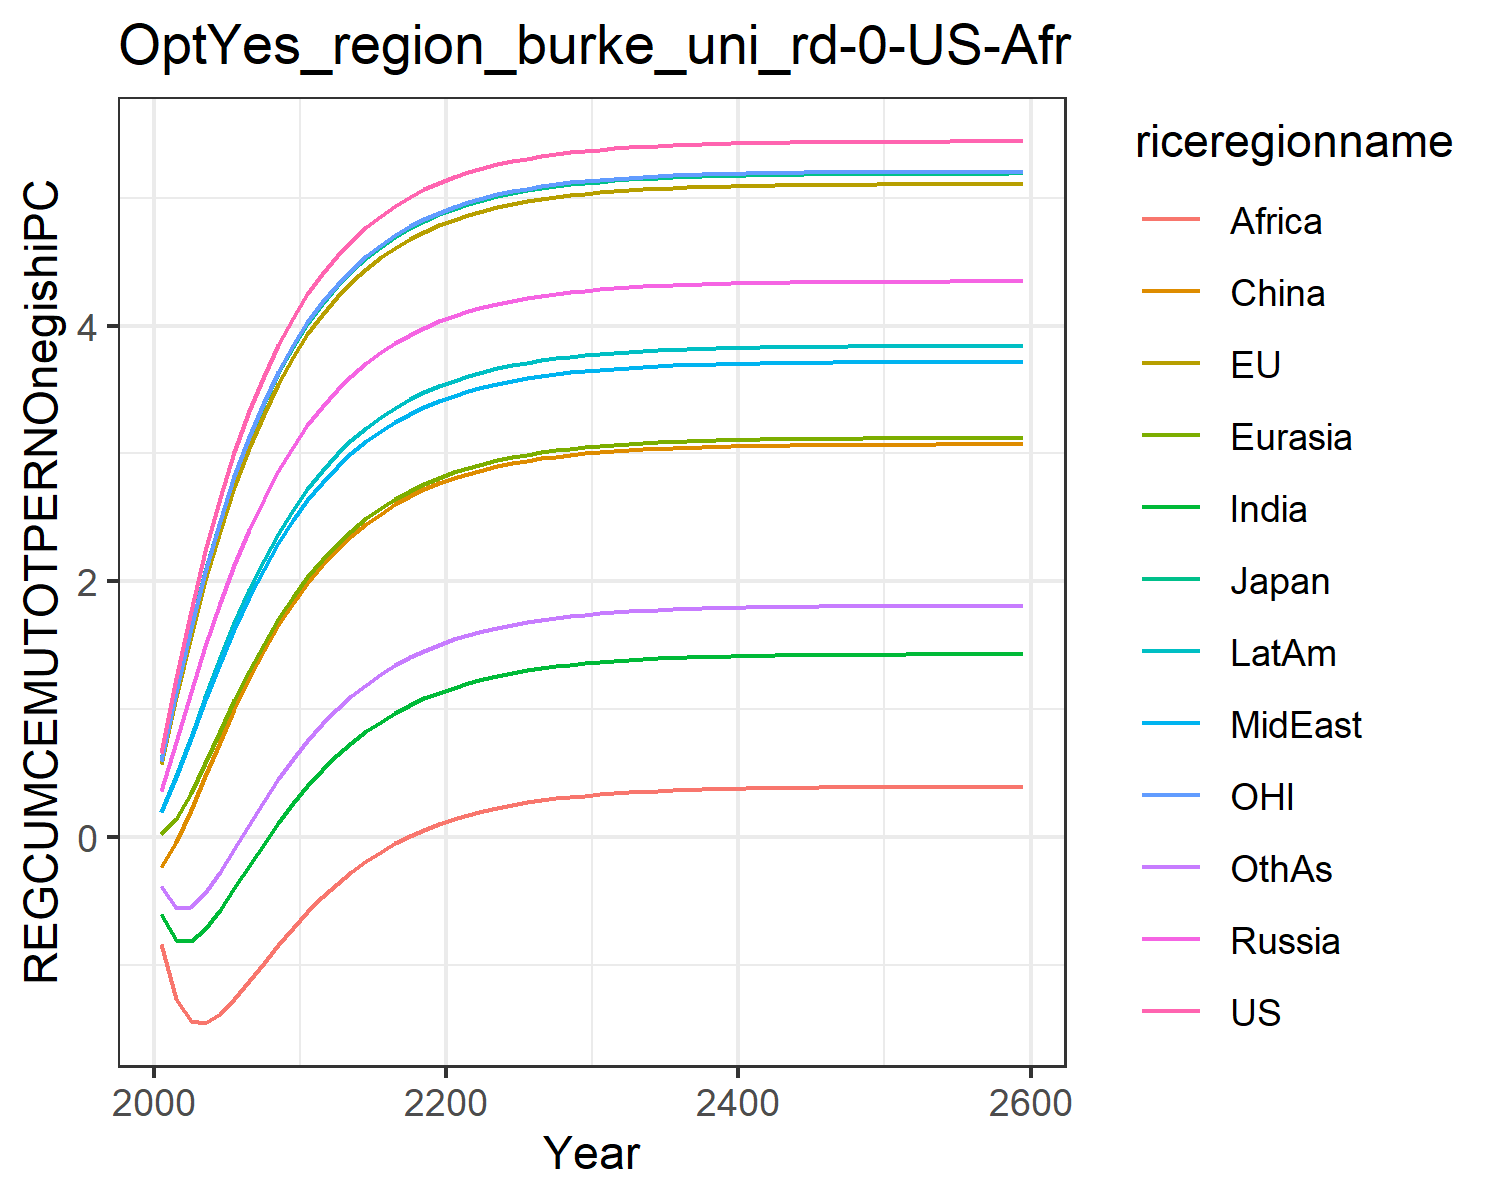 OptYes_region_burke_uni_rd-0-US-Afr
REGCUMCEMUTOTPERNOnegishiPC
4
2
0
2000 2200 2400 2600
Year
riceregionname
Africa
China
EU
Eurasia
India
Japan
LatAm
MidEast
OHI
OthAs
Russia
US